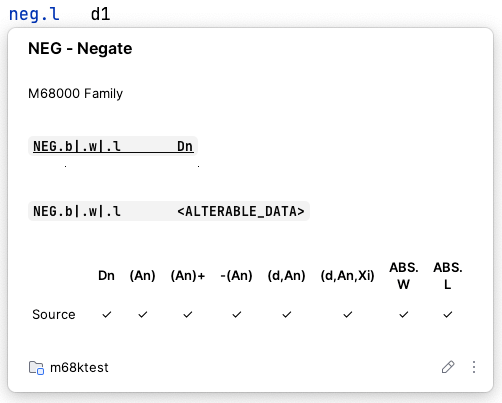 neg.l d1
NEG - Negate
M68000 Family
NEG.b|.w|.l Dn
NEG.b|.w|.l <ALTERABLE_DATA>
Dn (An) (An)+ -(An) (d,An) (d,An,Xi) ABS. W ABS. L
Source ✓ ✓ ✓ ✓ ✓ ✓ ✓ ✓
m68ktest